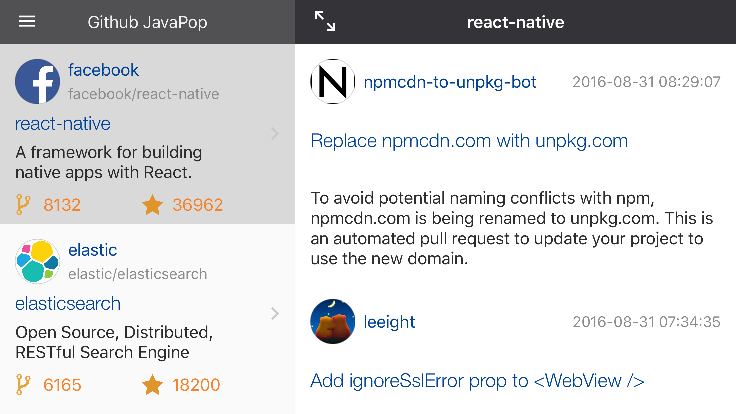 Github JavaPop
facebook
facebook/react-native
react-native
A framework for building
native apps with React.
8132 36962
elastic
elastic/elasticsearch
elasticsearch
Open Source, Distributed,
RESTful Search Engine
6165 18200
react-native
N
npmcdn-to-unpkg-bot 2016-08-31 08:29:07
Replace npmcdn.com with unpkg.com
To avoid potential naming conflicts with npm,
npmcdn.com is being renamed to unpkg.com. This is
an automated pull request to update your project to
use the new domain.
leeight 2016-08-31 07:34:35
Add ignoreSslError prop to <WebView />